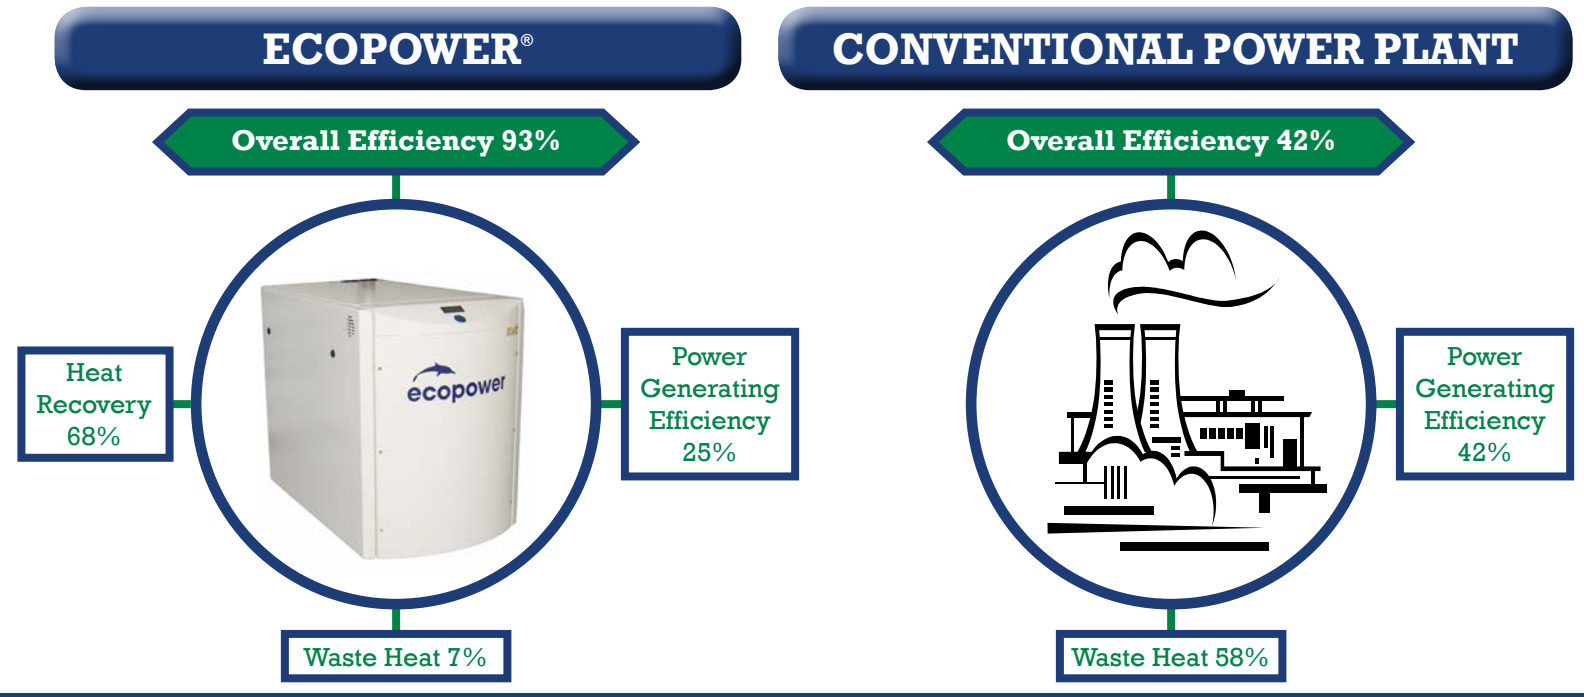 ECOPOWER®
Overall Efficiency 93%
Heat
Recovery
68%
ecopower
Power
Generating
Efficiency
25%
Waste Heat 7%
CONVENTIONAL POWER PLANT
Overall Efficiency 42%
Power
Generating
Efficiency
42%
Waste Heat 58%